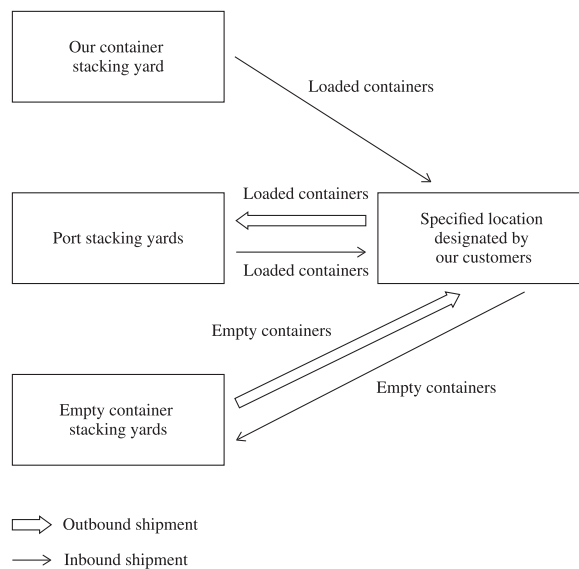 Our container
stacking yard
Loaded containers
Loaded containers
Port stacking yards
Specified location
designated by
our customers
Loaded containers
Empty containers
Empty containers
Empty container
stacking yards
Outbound shipment
Inbound shipment